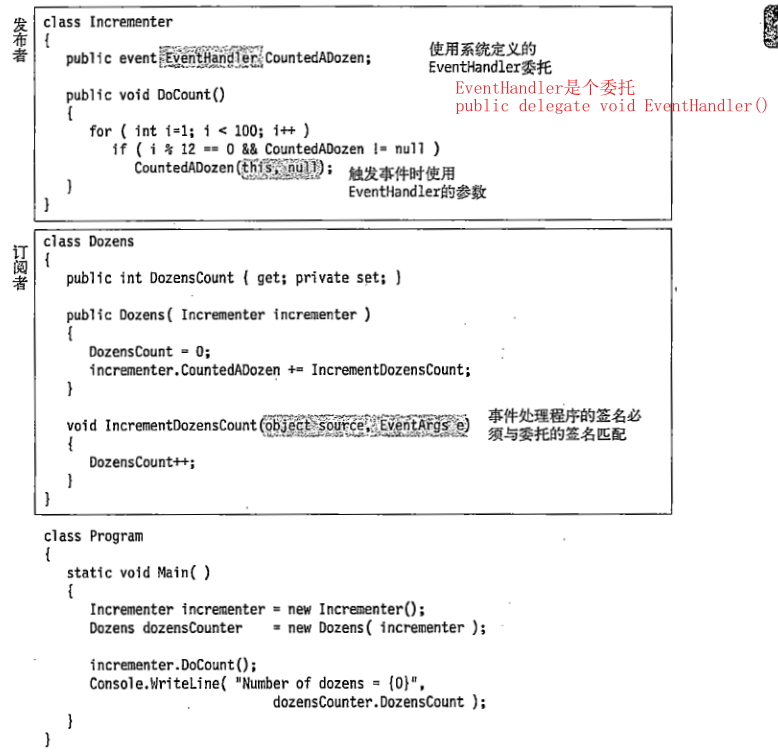 发布者
class Incrementer
{
public event EventHandler CountedADozen;
使用系统定义的
EventHandler委托
EventHandler是个委托
public delegate void EventHandler()
public void DoCount()
{
for ( int i=1; i < 100; i++ )
if ( i % 12 == 0 && CountedADozen != null )
CountedADozen(this, null);
触发事件时使用
EventHandler的参数
}
}
订阅者
class Dozens
{
public int DozensCount { get; private set; }
public Dozens( Incrementer incrementer )
{
DozensCount = 0;
incrementer.CountedADozen += IncrementDozensCount;
}
void IncrementDozensCount(object source, EventArgs e)
事件处理程序的签名必
须与委托的签名匹配
{
DozensCount++;
}
}
class Program
{
static void Main( )
{
Incrementer incrementer = new Incrementer();
Dozens dozensCounter = new Dozens( incrementer );
incrementer.DoCount();
Console.WriteLine( "Number of dozens = {0}",
dozensCounter.DozensCount );
}
}